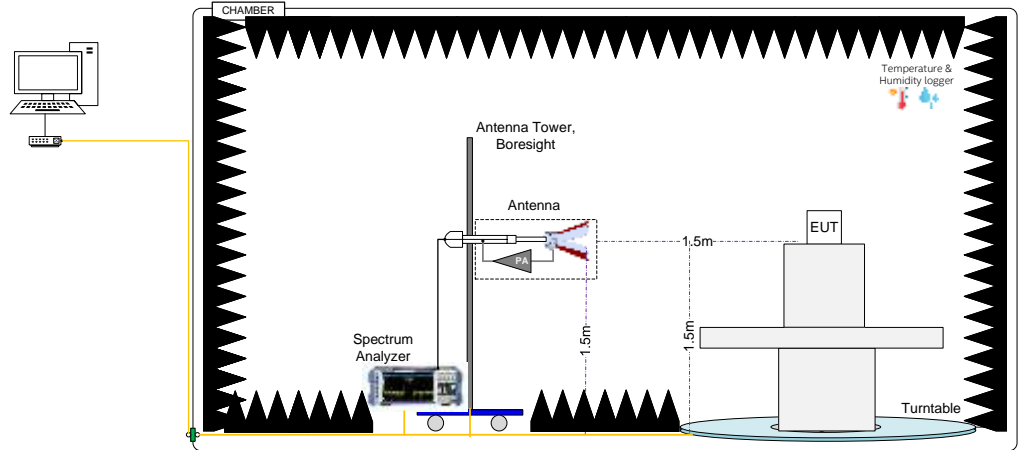 CHAMBER
Temperature &
Humidity logger
Antenna Tower,
Boresight
Antenna
EUT
1.5m
PA
1.5m
1.5m
Spectrum
Analyzer
Turntable